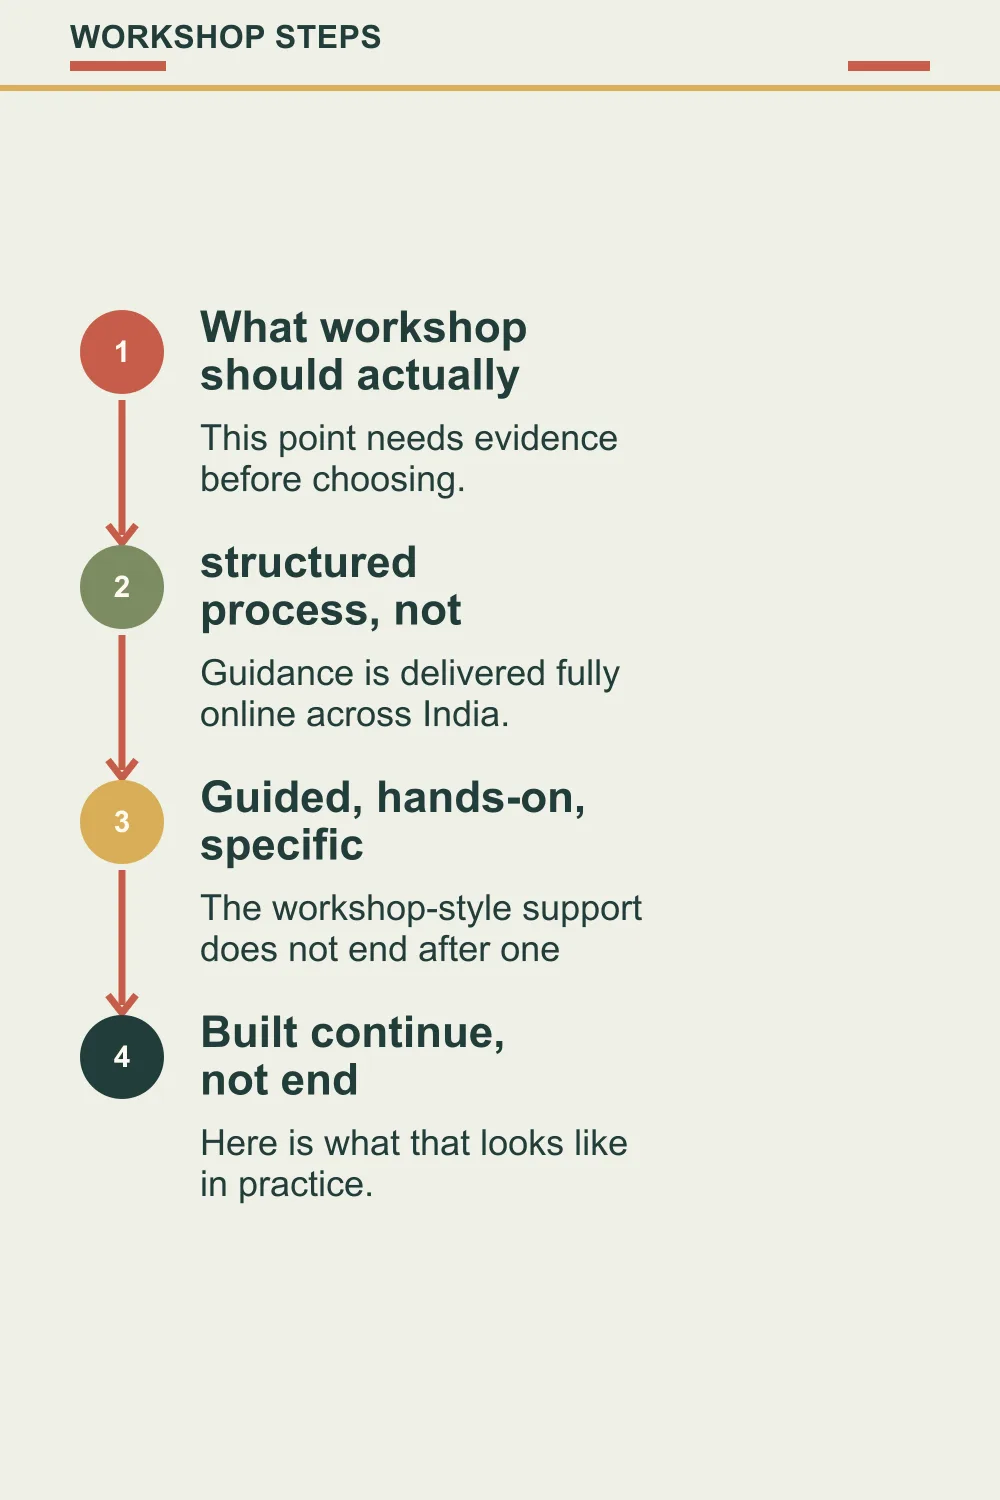 WORKSHOP STEPS
1
What workshop
should actually
This point needs evidence
before choosing.
2
structured
process, not
Guidance is delivered fully
online across India.
3
Guided, hands-on,
specific
The workshop-style support
does not end after one
4
Built continue,
not end
Here is what that looks like
in practice.